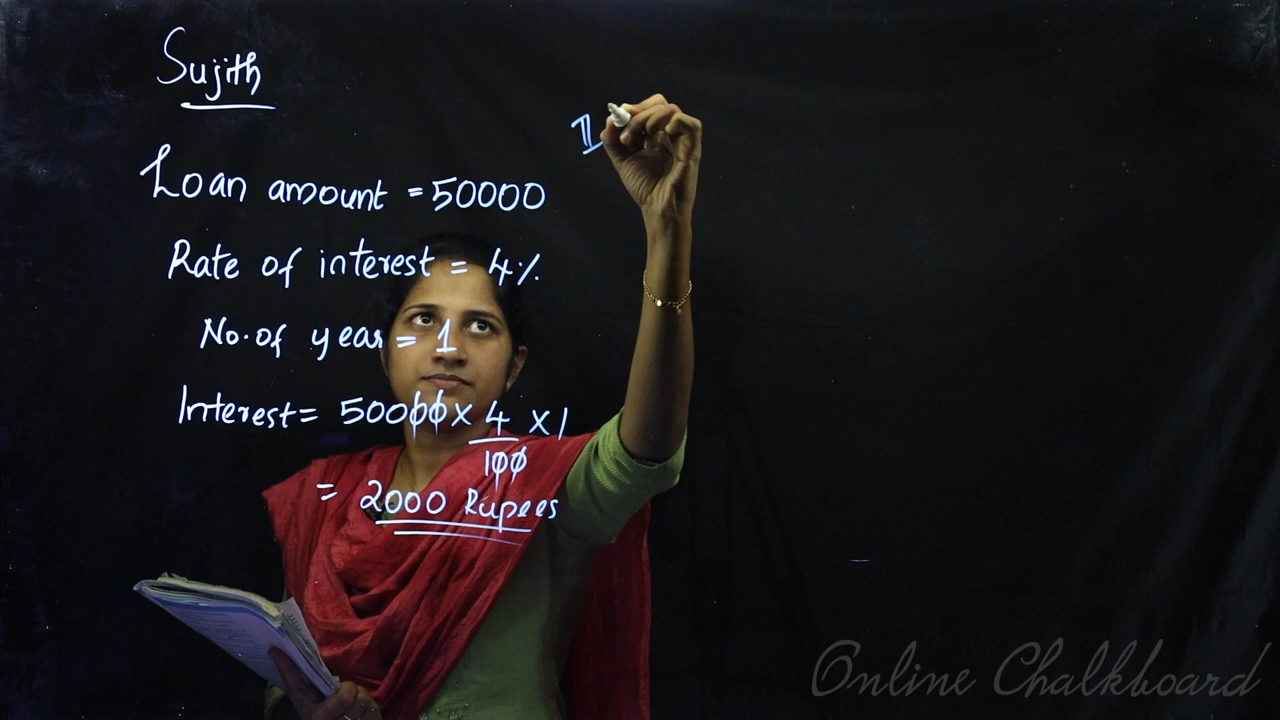 Sujith
Loan amount = 50000
Rate of interest = 4%
No. of year = 1
Interest = 50000 x 4/100 x 1
= 2000 Rupees
Online Chalkboard